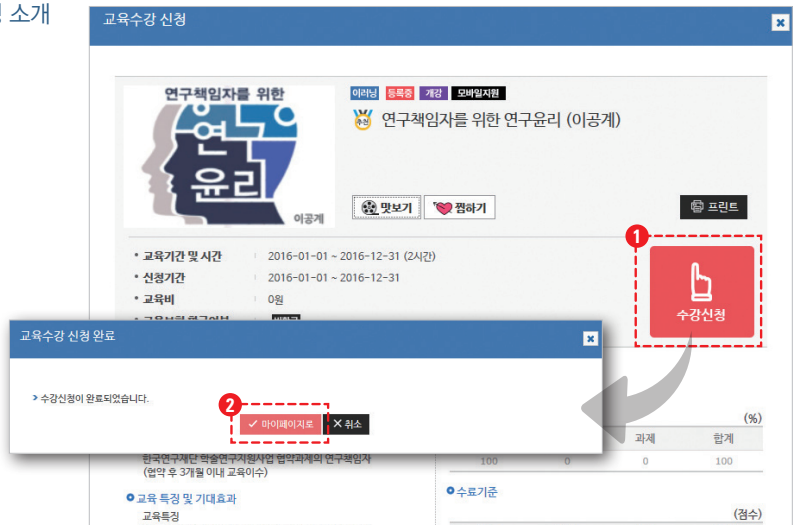 소개
교육수강 신청
연구책임자를 위한
연구
윤리
이공계
이러닝 등록중 개강 모바일지원
추천 연구책임자를 위한 연구윤리 (이공계)
맛보기 찜하기 프린트
• 교육기간 및 시간 2016-01-01 ~ 2016-12-31 (2시간)
• 신청기간 2016-01-01 ~ 2016-12-31
• 교육비 0원
1
수강신청
교육수강 신청 완료
> 수강신청이 완료되었습니다.
2
✓ 마이페이지로 ✕ 취소
(%)
과제 합계
100 0 0 100
한국연구재단 학술연구지원사업 협약과제의 연구책임자
(협약 후 3개월 이내 교육이수)
교육 특징 및 기대효과
교육특징
수료기준
(점수)